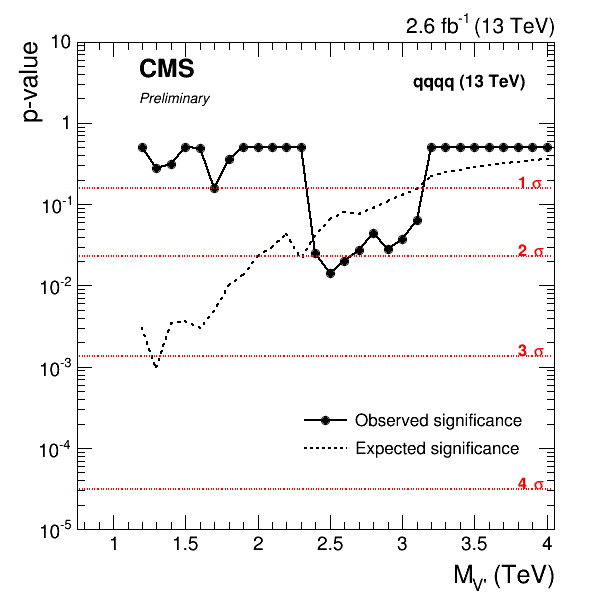 2.6 fb⁻¹ (13 TeV)
10
p-value
CMS
Preliminary
qqqq (13 TeV)
1
1 σ
10⁻¹
2 σ
10⁻²
3 σ
10⁻³
Observed significance
10⁻⁴
Expected significance
4 σ
10⁻⁵
1 1.5 2 2.5 3 3.5 4
M_V' (TeV)